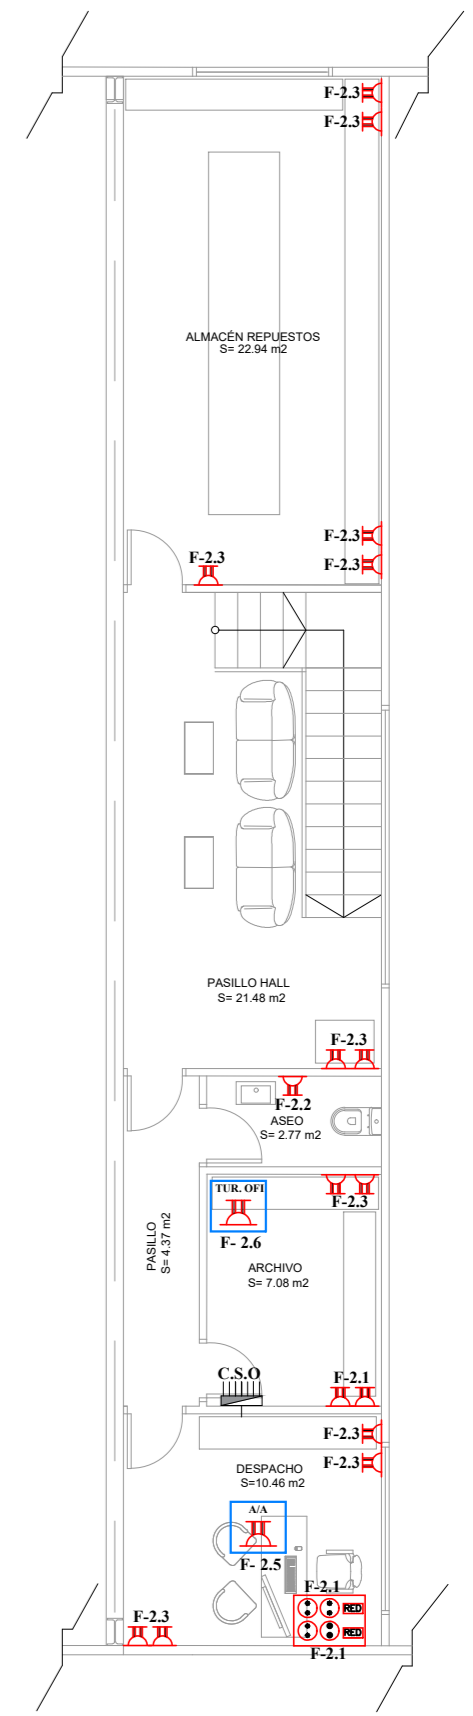 F-2.3
F-2.3
ALMACÉN REPUESTOS
S= 22.94 m2
F-2.3
F-2.3
F-2.3
PASILLO HALL
S= 21.48 m2
F-2.3
F-2.2
ASEO
S= 2.77 m2
TUR. OFI
F-2.3
F- 2.6
PASILLO
S= 4.37 m2
ARCHIVO
S= 7.08 m2
C.S.O
F-2.1
F-2.3
F-2.3
DESPACHO
S=10.46 m2
A/A
F- 2.5
F-2.1
RED
RED
F-2.1
F-2.3